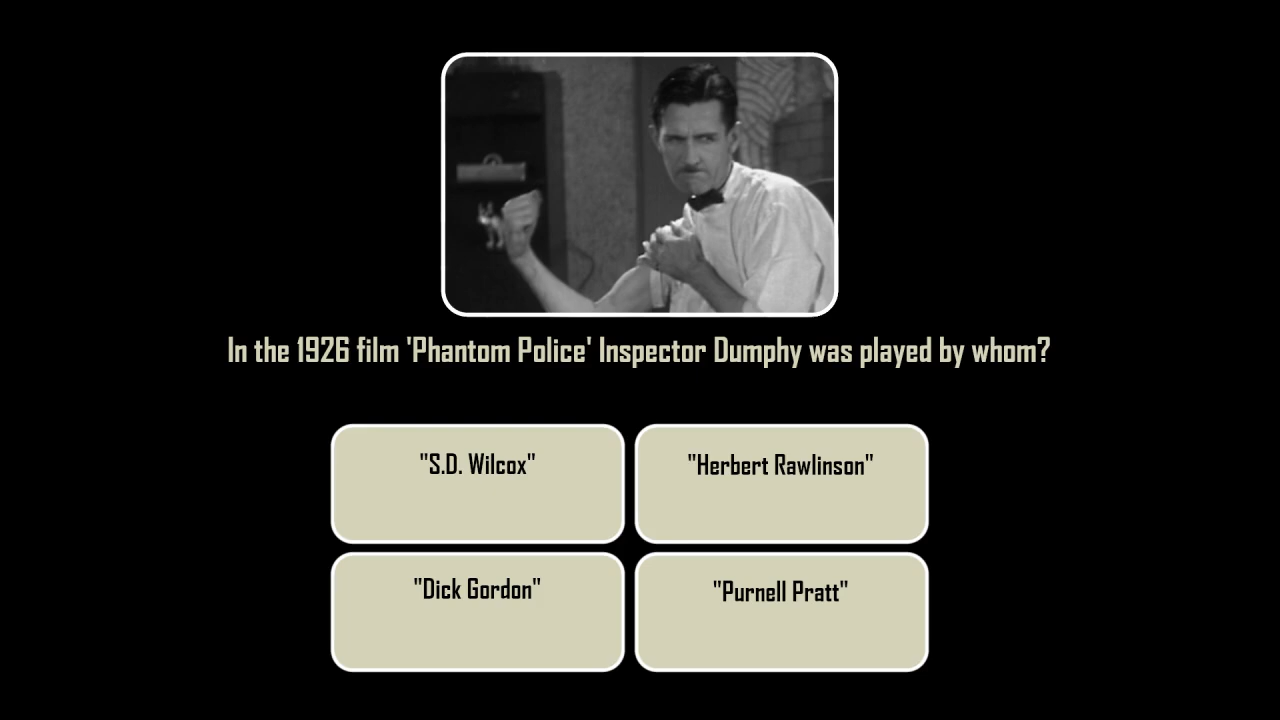 In the 1926 film 'Phantom Police' Inspector Dumphy was played by whom?
"S.D. Wilcox"
"Herbert Rawlinson"
"Dick Gordon"
"Purnell Pratt"